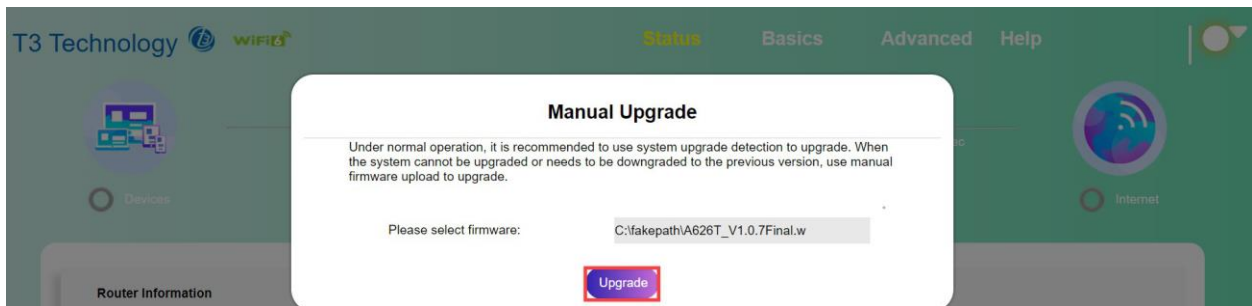 T3 Technology WiFi6 Status Basics Advanced Help
Manual Upgrade
Under normal operation, it is recommended to use system upgrade detection to upgrade. When
the system cannot be upgraded or needs to be downgraded to the previous version, use manual
firmware upload to upgrade.
Devices Internet
Please select firmware: C:\fakepath\A626T_V1.0.7Final.w
Upgrade
Router Information